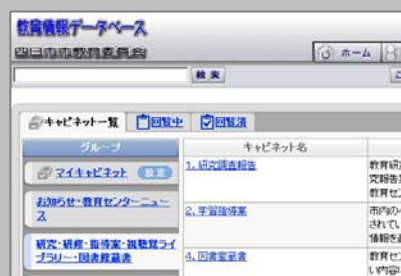 教育情報データベース
四日市市教育委員会
ホーム
検索
キャビネット一覧
回覧中
回覧済
グループ
キャビネット名
マイキャビネット
設定
1. 研究調査報告
教育研
究報告
教育セ
お知らせ・教育センターニュー
ス
2. 学習指導案
市内の
されてい
情報を
研究・研修・指導案・視聴覚ライ
ブラリー・図書館蔵書
4. 図書室蔵書
教育セ
い内容